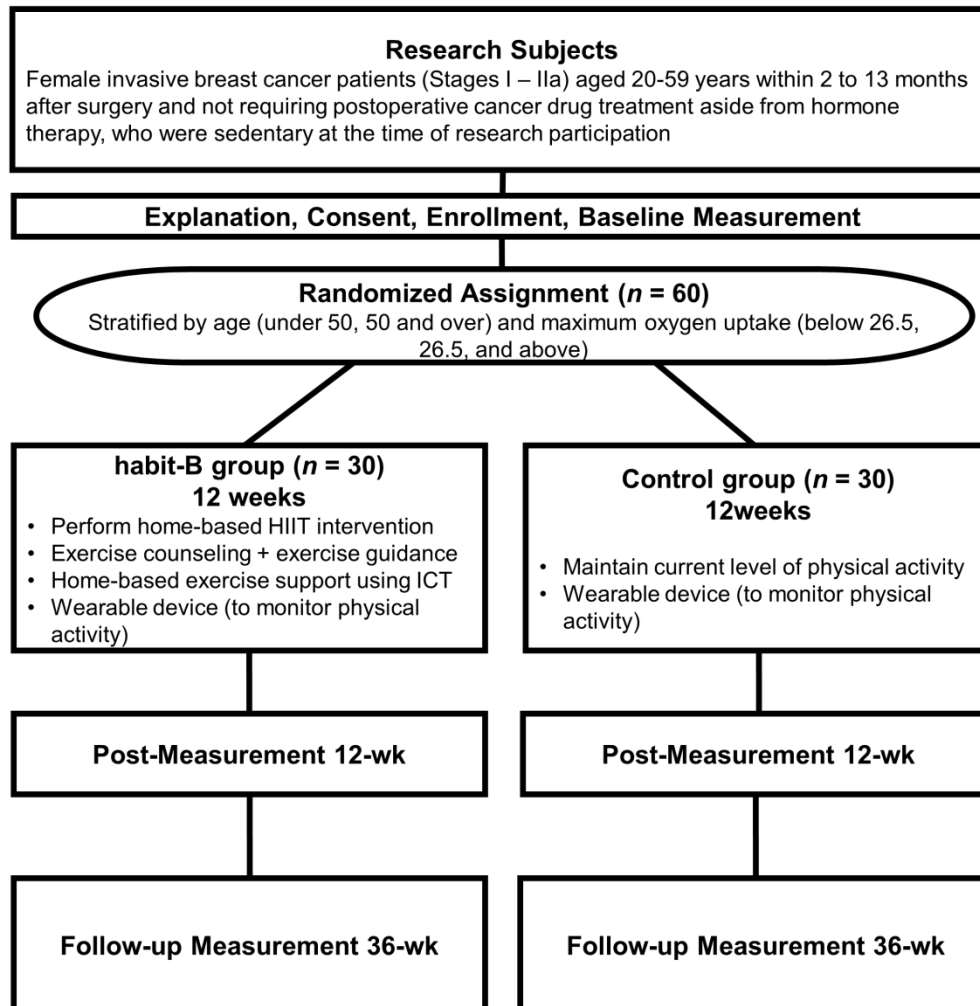 Research Subjects
Female invasive breast cancer patients (Stages I – IIa) aged 20-59 years within 2 to 13 months
after surgery and not requiring postoperative cancer drug treatment aside from hormone
therapy, who were sedentary at the time of research participation
Explanation, Consent, Enrollment, Baseline Measurement
Randomized Assignment (n = 60)
Stratified by age (under 50, 50 and over) and maximum oxygen uptake (below 26.5,
26.5, and above)
habit-B group (n = 30)
12 weeks
• Perform home-based HIIT intervention
• Exercise counseling + exercise guidance
• Home-based exercise support using ICT
• Wearable device (to monitor physical
activity)
Control group (n = 30)
12weeks
• Maintain current level of physical activity
• Wearable device (to monitor physical
activity)
Post-Measurement 12-wk
Post-Measurement 12-wk
Follow-up Measurement 36-wk
Follow-up Measurement 36-wk